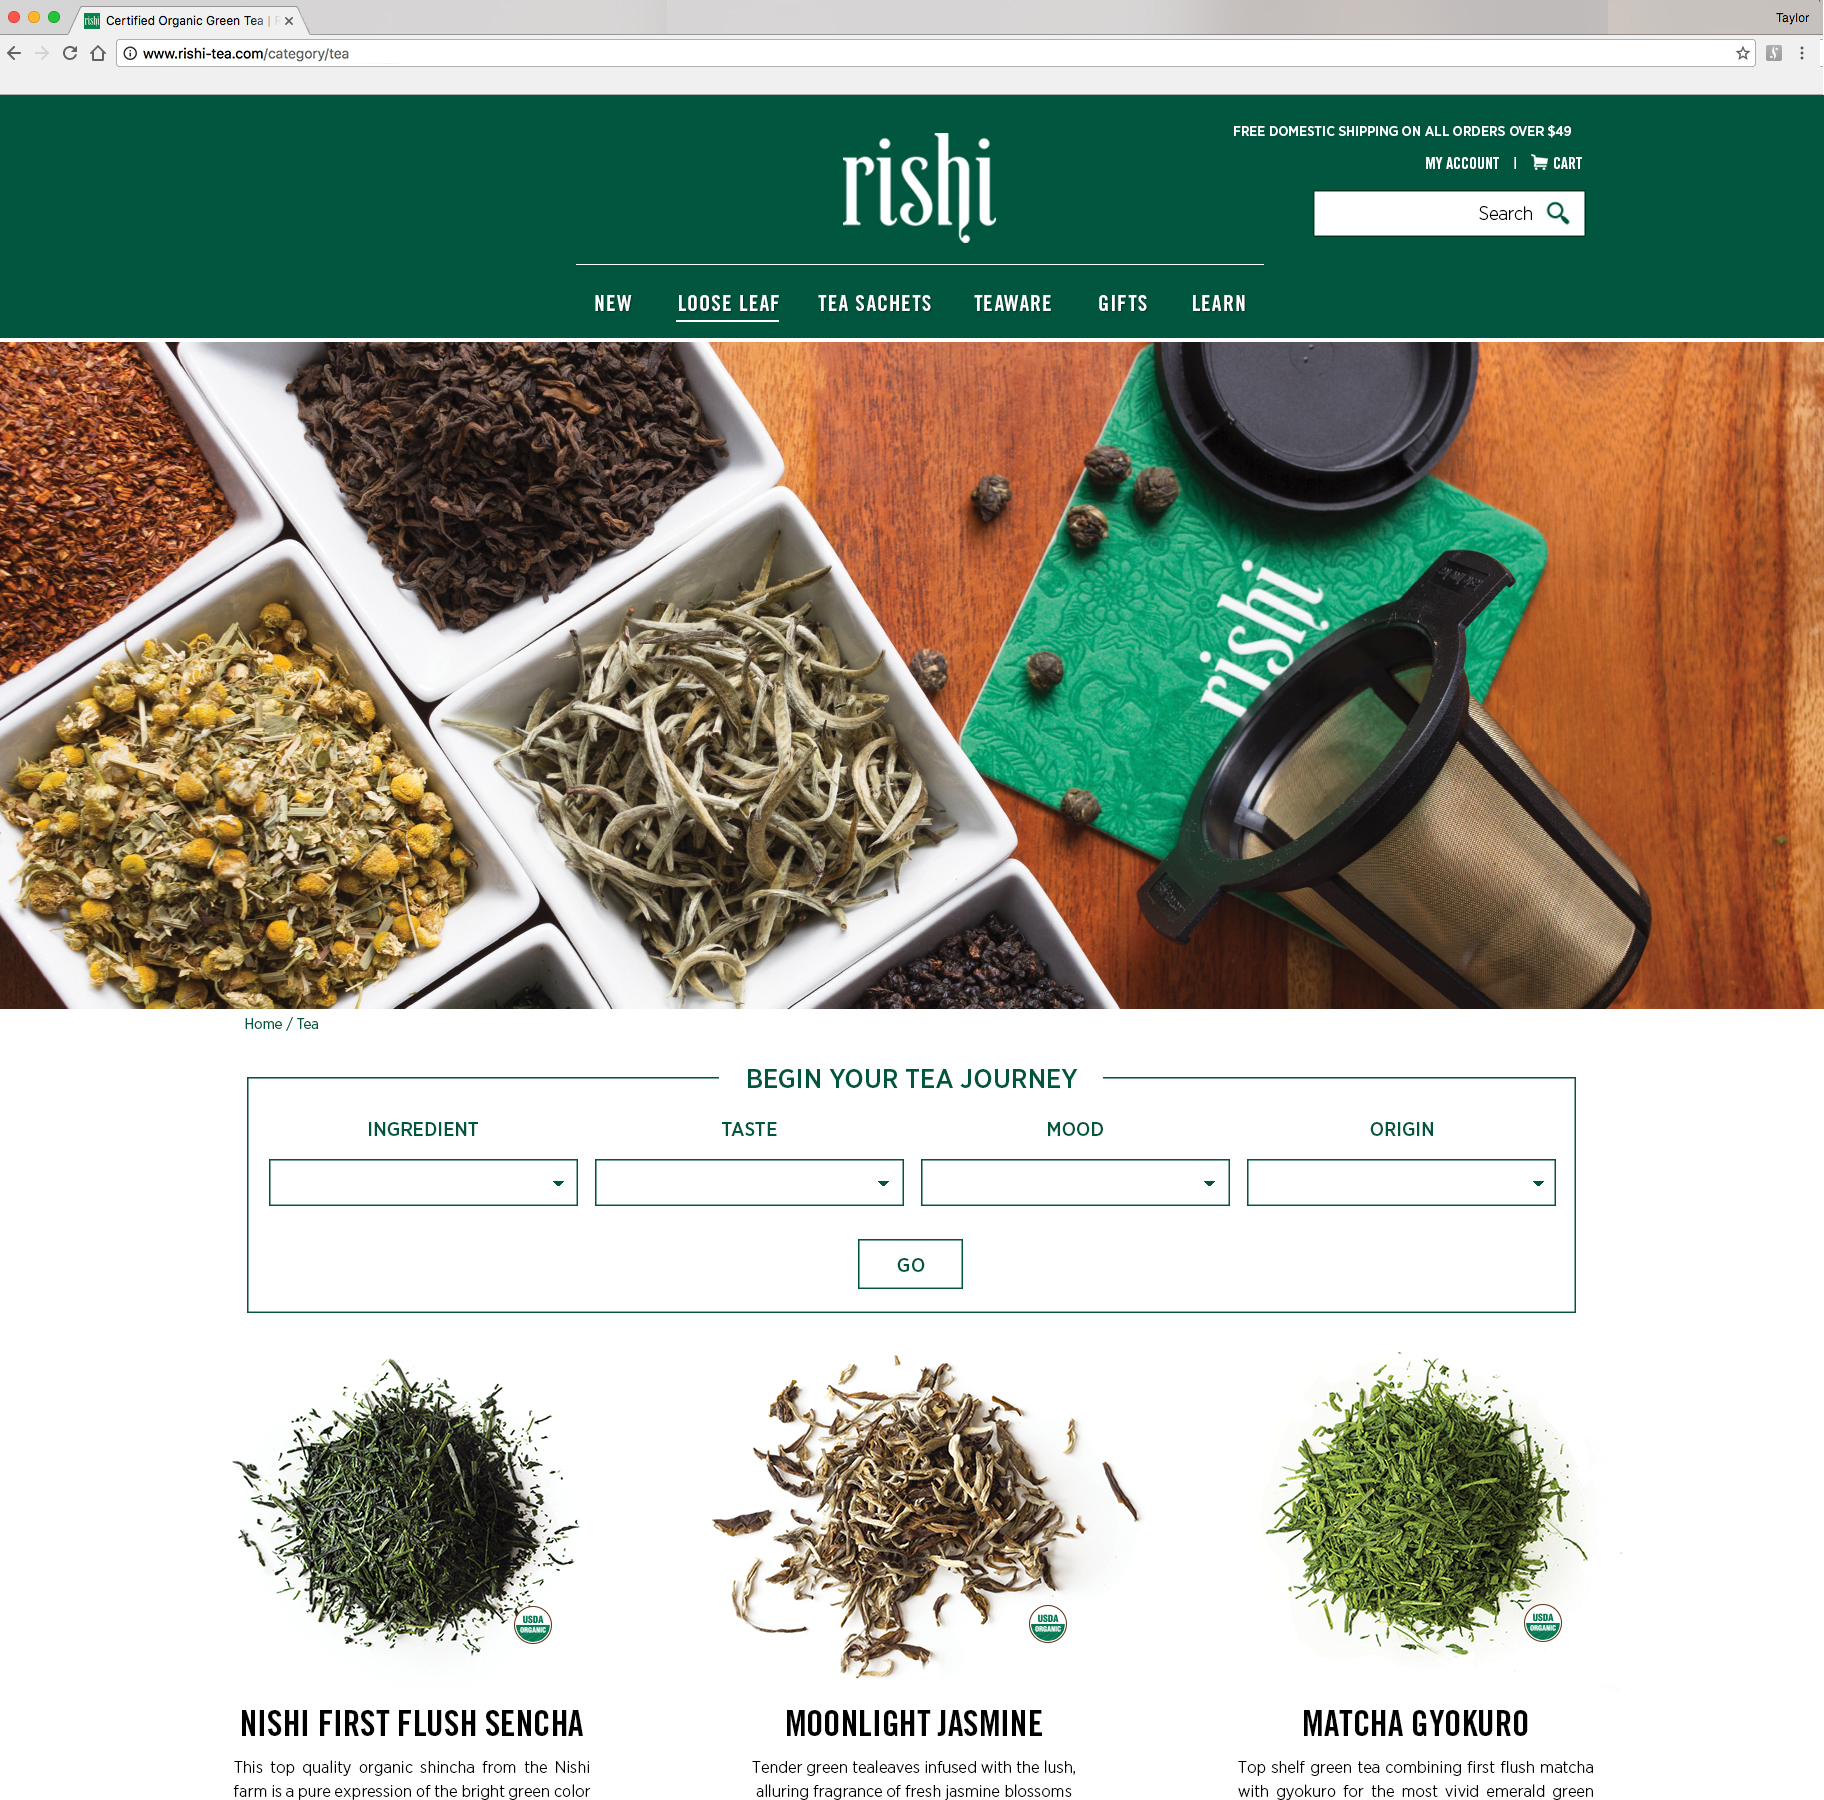 rishi
Certified Organic Green Tea |
Taylor
www.rishi-tea.com/category/tea
FREE DOMESTIC SHIPPING ON ALL ORDERS OVER $49
MY ACCOUNT | CART
rishi
Search
NEW LOOSE LEAF TEA SACHETS TEAWARE GIFTS LEARN
rishi
Home / Tea
BEGIN YOUR TEA JOURNEY
INGREDIENT TASTE MOOD ORIGIN
GO
USDA
ORGANIC
USDA
ORGANIC
USDA
ORGANIC
NISHI FIRST FLUSH SENCHA
This top quality organic shincha from the Nishi
farm is a pure expression of the bright green color
MOONLIGHT JASMINE
Tender green tealeaves infused with the lush,
alluring fragrance of fresh jasmine blossoms
MATCHA GYOKURO
Top shelf green tea combining first flush matcha
with gyokuro for the most vivid emerald green